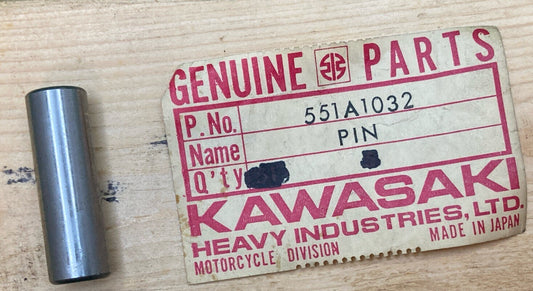 GENUINE PARTS
P. No. 551A1032
Name PIN
Q'ty
KAWASAKI
HEAVY INDUSTRIES, LTD.
MOTORCYCLE DIVISION MADE IN JAPAN